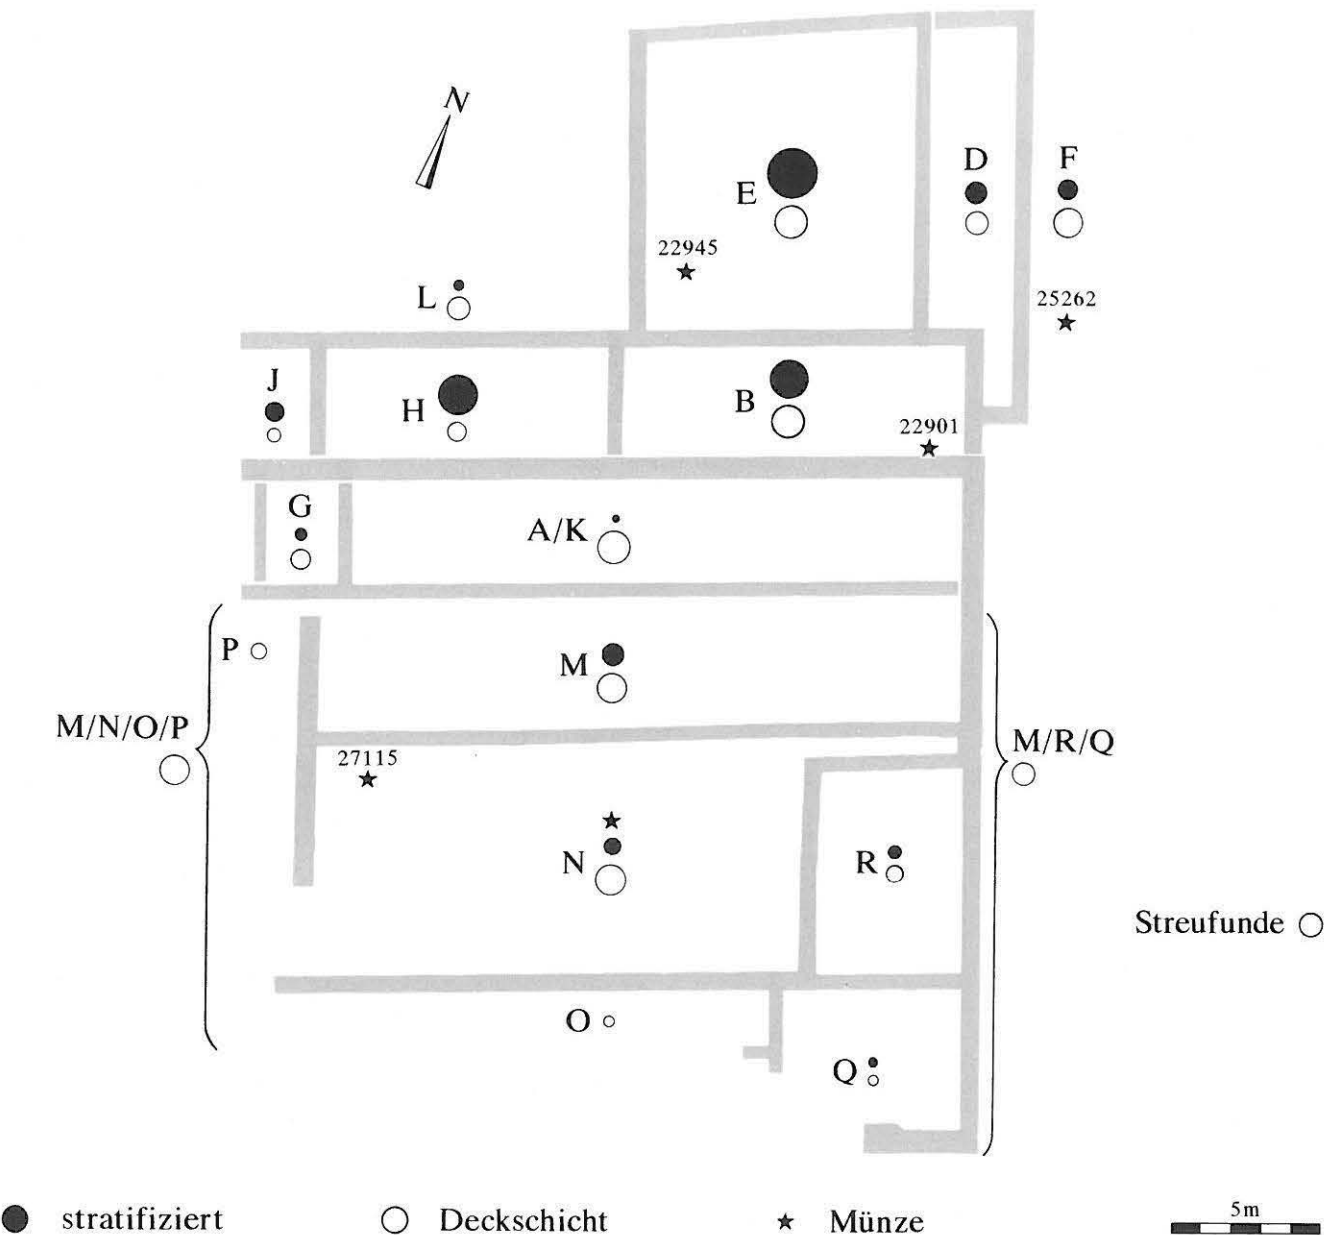 N
D
F
E
22945
25262
L
J
H
B
22901
G
A/K
P
M
M/N/O/P
M/R/Q
27115
N
R
Streufunde
O
Q
5m
stratifiziert
Deckschicht
Münze